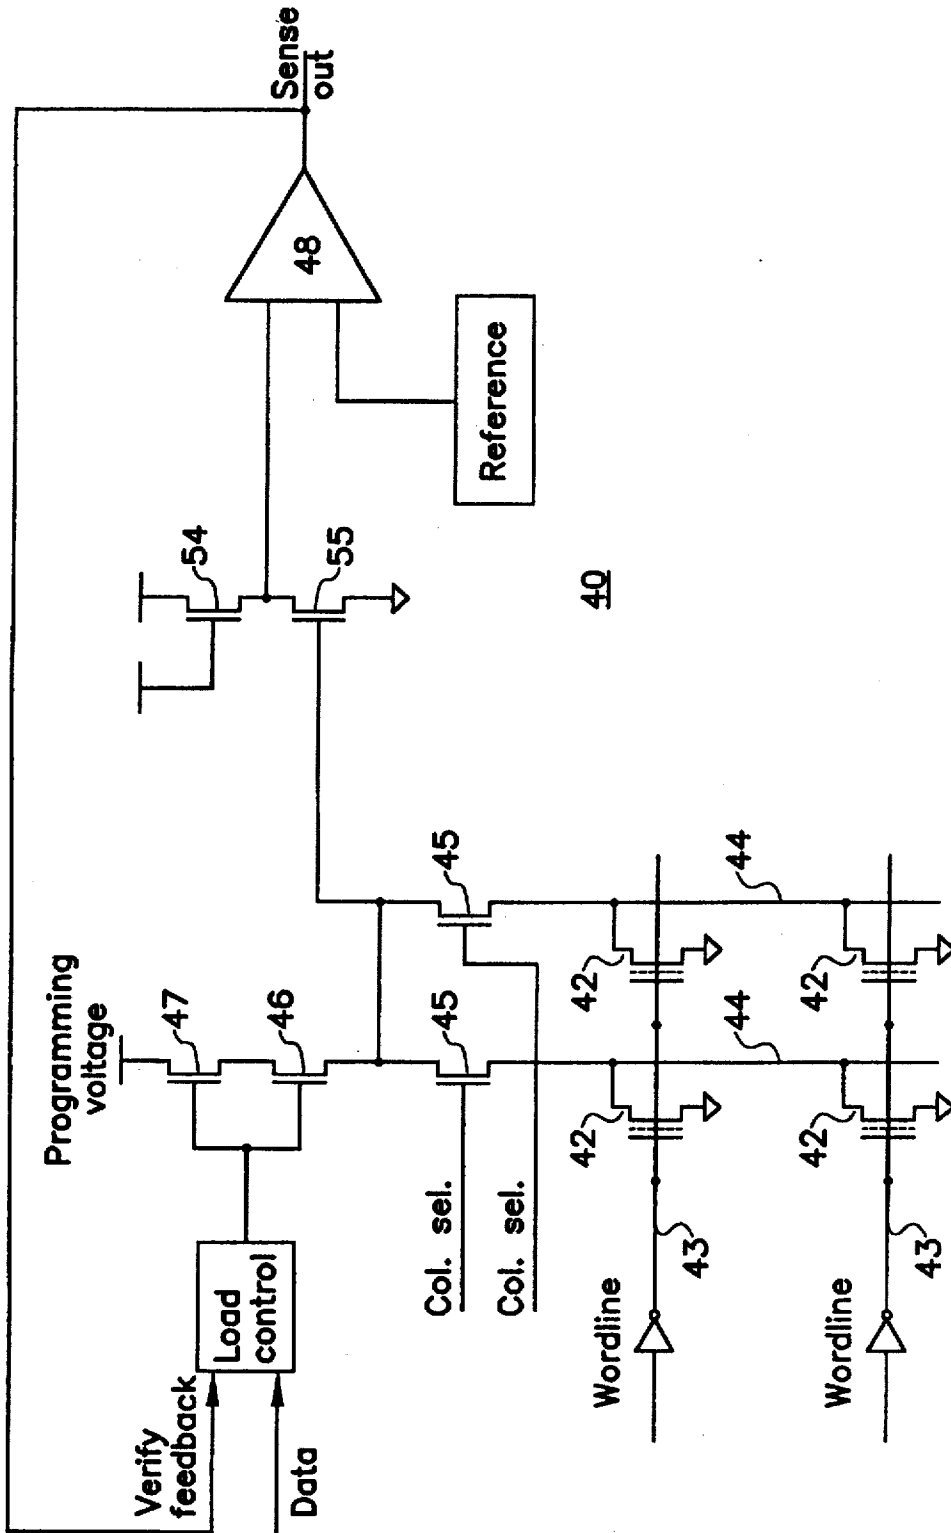 Verify
feedback
Data
Load
control
Programming
voltage
47
46
54
55
48
Sense
out
Reference
40
Col. sel.
Col. sel.
45
45
Wordline
43
42
42
44
44
Wordline
43
42
42